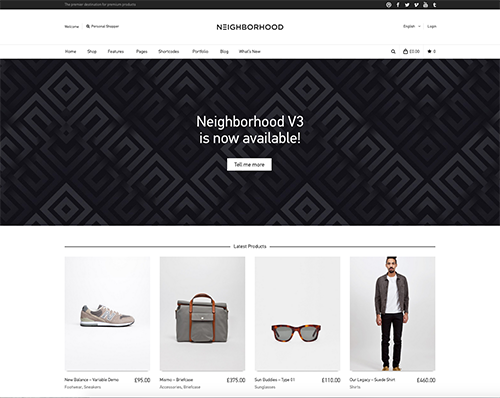 The premier destination for premium products
Welcome Personal Shopper NEIGHBORHOOD English Login
Home Shop Features Pages Shortcodes Portfolio Blog What's New £0.00 0
Neighborhood V3
is now available!
Tell me more
Latest Products
New Balance – Variable Demo £95.00
Footwear, Sneakers
Mismo – Briefcase £375.00
Accessories, Briefcase
Sun Buddies – Type 01 £110.00
Sunglasses
Our Legacy – Suede Shirt £460.00
Shirts